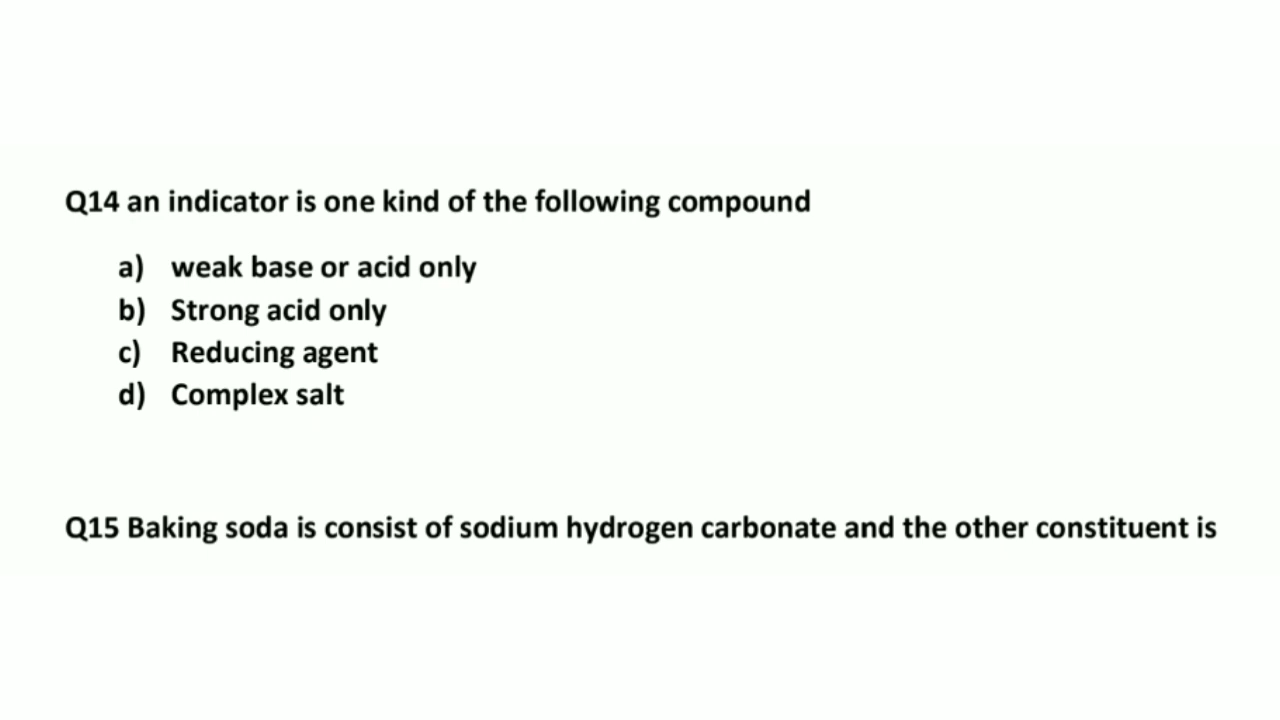 Q14 an indicator is one kind of the following compound
a) weak base or acid only
b) Strong acid only
c) Reducing agent
d) Complex salt
Q15 Baking soda is consist of sodium hydrogen carbonate and the other constituent is